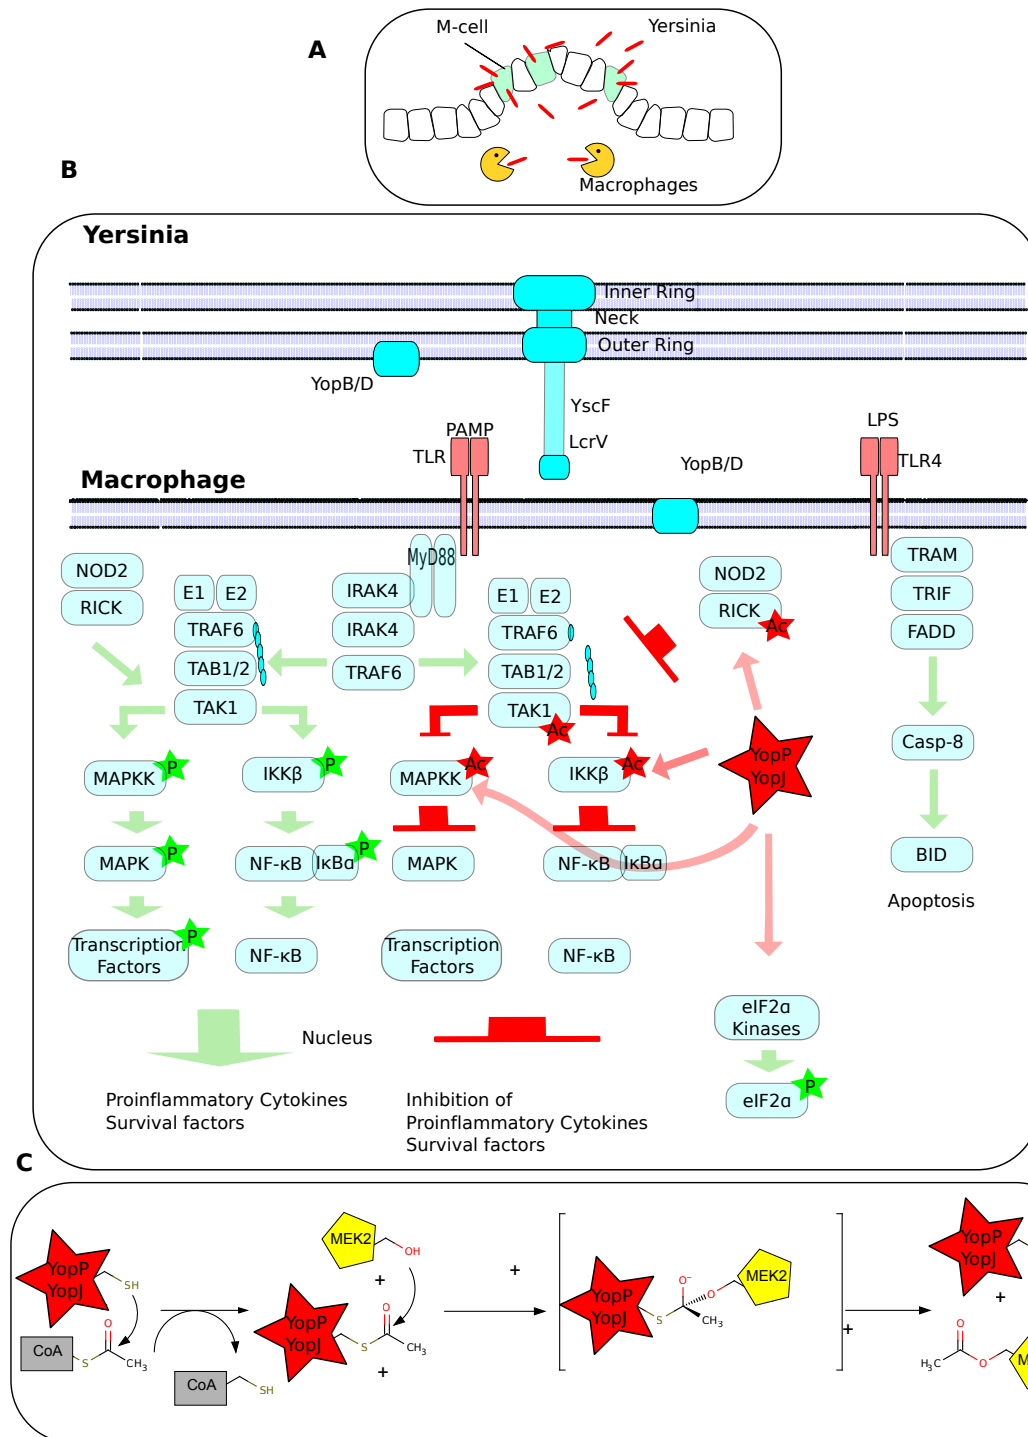 A
M-cell
Yersinia
Macrophages
B
Yersinia
Inner Ring
Neck
Outer Ring
YopB/D
YscF
LcrV
PAMP
TLR
LPS
TLR4
YopB/D
Macrophage
MyD88
NOD2
RICK
E1
E2
TRAF6
TAB1/2
TAK1
IRAK4
IRAK4
TRAF6
E1
E2
TRAF6
TAB1/2
TAK1
Ac
NOD2
RICK
Ac
TRAM
TRIF
FADD
Casp-8
BID
Apoptosis
MAPKK
P
IKKβ
P
MAPKK
Ac
IKKβ
Ac
YopP
YopJ
MAPK
P
NF-κB
IκBα
P
MAPK
NF-κB
IκBα
Transcription
Factors
P
NF-κB
Transcription
Factors
NF-κB
eIF2α
Kinases
eIF2α
P
Nucleus
Proinflammatory Cytokines
Survival factors
Inhibition of
Proinflammatory Cytokines
Survival factors
C
YopP
YopJ
SH
CoA
S
O
CH₃
CoA
SH
MEK2
OH
+
YopP
YopJ
S
O
CH₃
+
+
YopP
YopJ
S
O⁻
O
CH₃
MEK2
+
YopP
YopJ
+
O
H₃C
O